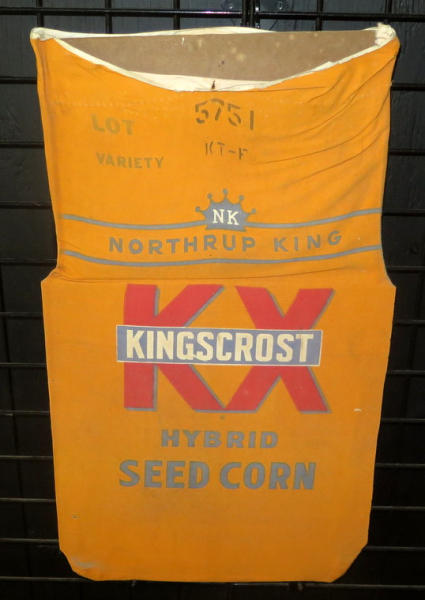 LOT 5751
VARIETY KT-F
NK
NORTHRUP KING
KX
KINGSCROST
HYBRID
SEED CORN